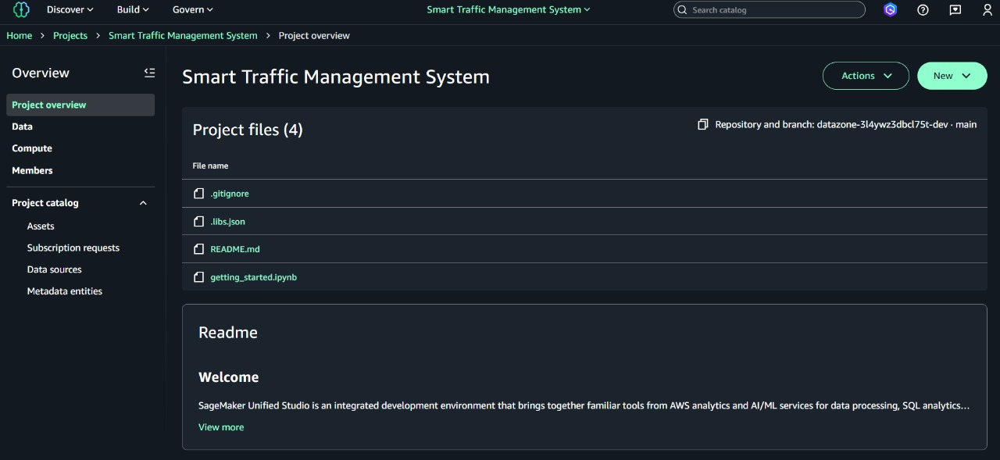 Discover Build Govern Smart Traffic Management System Search catalog
Home > Projects > Smart Traffic Management System > Project overview
Overview
Project overview
Data
Compute
Members
Project catalog
Assets
Subscription requests
Data sources
Metadata entities
Smart Traffic Management System
Actions New
Project files (4)
Repository and branch: datazone-3l4ywz3dbcl75t-dev · main
File name
.gitignore
.libs.json
README.md
getting_started.ipynb
Readme
Welcome
SageMaker Unified Studio is an integrated development environment that brings together familiar tools from AWS analytics and AI/ML services for data processing, SQL analytics...
View more